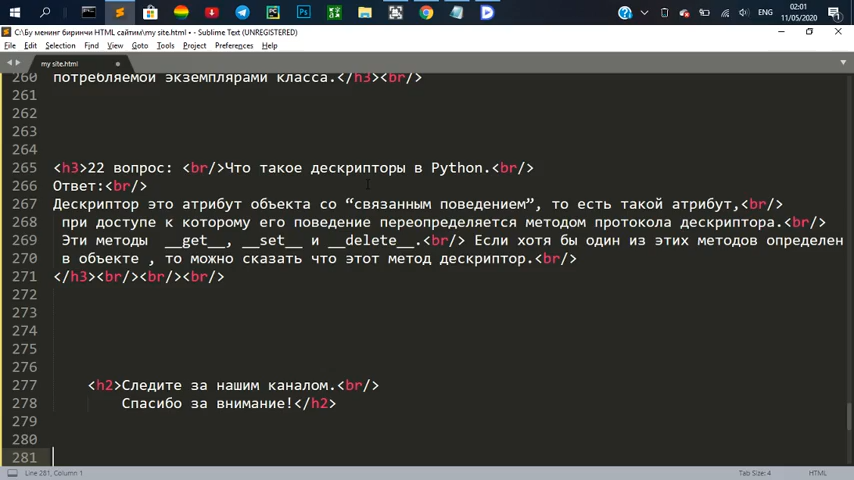 ENG
02:01
11/05/2020
C:\Бу менинг биринчи HTML сайтим\my site.html • - Sublime Text (UNREGISTERED)
File Edit Selection Find View Goto Tools Project Preferences Help
my site.html
260 потребляемой экземплярами класса.</h3><br/>
261
262
263
264
265 <h3>22 вопрос: <br/>Что такое дескрипторы в Python.<br/>
266 Ответ:<br/>
267 Дескриптор это атрибут объекта со “связанным поведением”, то есть такой атрибут,<br/>
268 при доступе к которому его поведение переопределяется методом протокола дескриптора.<br/>
269 Эти методы __get__, __set__ и __delete__.<br/> Если хотя бы один из этих методов определен
270 в объекте , то можно сказать что этот метод дескриптор.<br/>
271 </h3><br/><br/><br/>
272
273
274
275
276
277 <h2>Следите за нашим каналом.<br/>
278 Спасибо за внимание!</h2>
279
280
281
Line 281, Column 1
Tab Size: 4
HTML